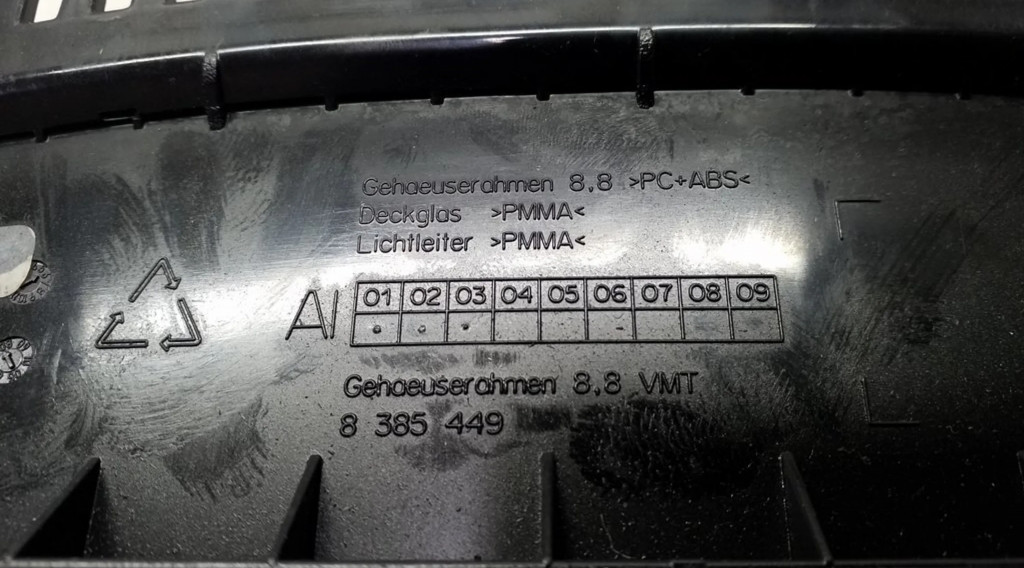 Gehaeuserahmen 8,8 >PC+ABS<
Deckglas >PMMA<
Lichtleiter >PMMA<
AI 01 02 03 04 05 06 07 08 09
Gehaeuserahmen 8,8 VMT
8 385 449